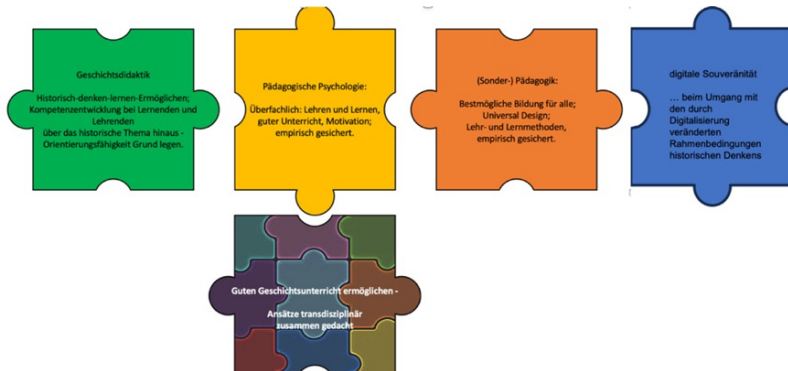 Geschichtsdidaktik
Historisch-denken-lernen-Ermöglichen;
Kompetenzentwicklung bei Lernenden und
Lehrenden
über das historische Thema hinaus -
Orientierungsfähigkeit Grund legen.
Pädagogische Psychologie:
Überfachlich: Lehren und Lernen,
guter Unterricht, Motivation;
empirisch gesichert.
(Sonder-) Pädagogik:
Bestmögliche Bildung für alle;
Universal Design;
Lehr- und Lernmethoden,
empirisch gesichert.
digitale Souveränität
... beim Umgang mit
den durch
Digitalisierung
veränderten
Rahmenbedingungen
historischen Denkens
Guten Geschichtsunterricht ermöglichen -
Ansätze transdisziplinär
zusammen gedacht